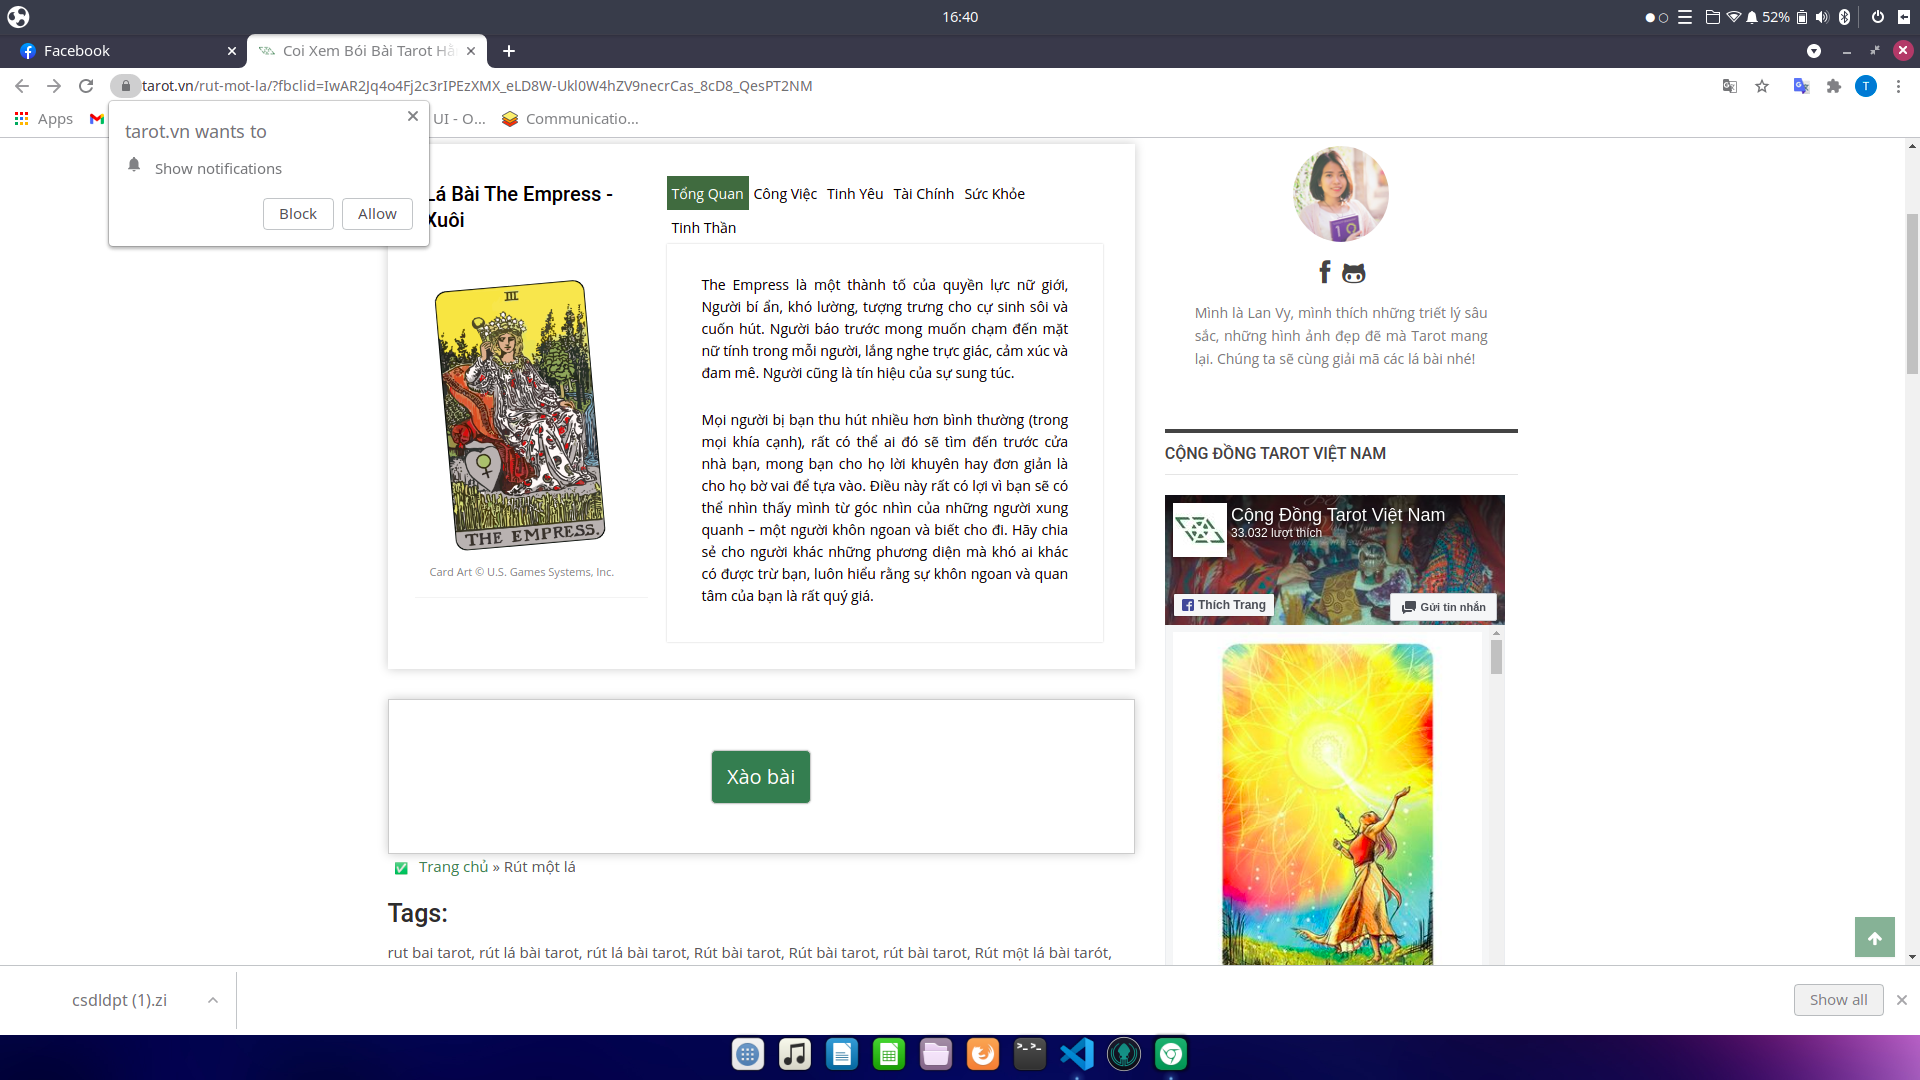 16:40
52%
Facebook
Coi Xem Bói Bài Tarot Hằ
tarot.vn/rut-mot-la/?fbclid=IwAR2Jq4o4Fj2c3rIPEzXMX_eLD8W-Ukl0W4hZV9necrCas_8cD8_QesPT2NM
T
Apps
UI - O...
Communicatio...
tarot.vn wants to
Show notifications
Block
Allow
Lá Bài The Empress -
Xuôi
III
THE EMPRESS.
Card Art © U.S. Games Systems, Inc.
Tổng Quan
Công Việc
Tình Yêu
Tài Chính
Sức Khỏe
Tinh Thần
The Empress là một thành tố của quyền lực nữ giới,
Người bí ẩn, khó lường, tượng trưng cho cự sinh sôi và
cuốn hút. Người báo trước mong muốn chạm đến mặt
nữ tính trong mỗi người, lắng nghe trực giác, cảm xúc và
đam mê. Người cũng là tín hiệu của sự sung túc.
Mọi người bị bạn thu hút nhiều hơn bình thường (trong
mọi khía cạnh), rất có thể ai đó sẽ tìm đến trước cửa
nhà bạn, mong bạn cho họ lời khuyên hay đơn giản là
cho họ bờ vai để tựa vào. Điều này rất có lợi vì bạn sẽ có
thể nhìn thấy mình từ góc nhìn của những người xung
quanh – một người khôn ngoan và biết cho đi. Hãy chia
sẻ cho người khác những phương diện mà khó ai khác
có được trừ bạn, luôn hiểu rằng sự khôn ngoan và quan
tâm của bạn là rất quý giá.
Xào bài
Trang chủ » Rút một lá
Tags:
rut bai tarot, rút lá bài tarot, rút lá bài tarot, Rút bài tarot, Rút bài tarot, rút bài tarot, Rút một lá bài tarót,
Mình là Lan Vy, mình thích những triết lý sâu
sắc, những hình ảnh đẹp đẽ mà Tarot mang
lại. Chúng ta sẽ cùng giải mã các lá bài nhé!
CỘNG ĐỒNG TAROT VIỆT NAM
Cộng Đồng Tarot Việt Nam
33.032 lượt thích
Thích Trang
Gửi tin nhắn
csdldpt (1).zi
Show all